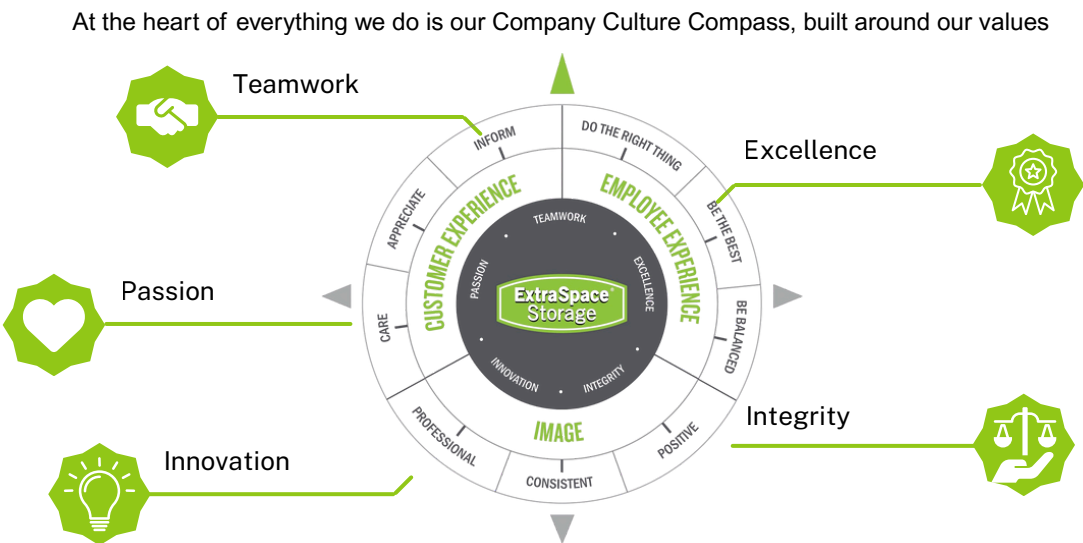 At the heart of everything we do is our Company Culture Compass, built around our values
Teamwork
Excellence
Passion
Integrity
Innovation
INFORM
DO THE RIGHT THING
APPRECIATE
BE THE BEST
CARE
BE BALANCED
PROFESSIONAL
CONSISTENT
POSITIVE
CUSTOMER EXPERIENCE
EMPLOYEE EXPERIENCE
IMAGE
TEAMWORK
PASSION
EXCELLENCE
INNOVATION
INTEGRITY
ExtraSpace®
Storage